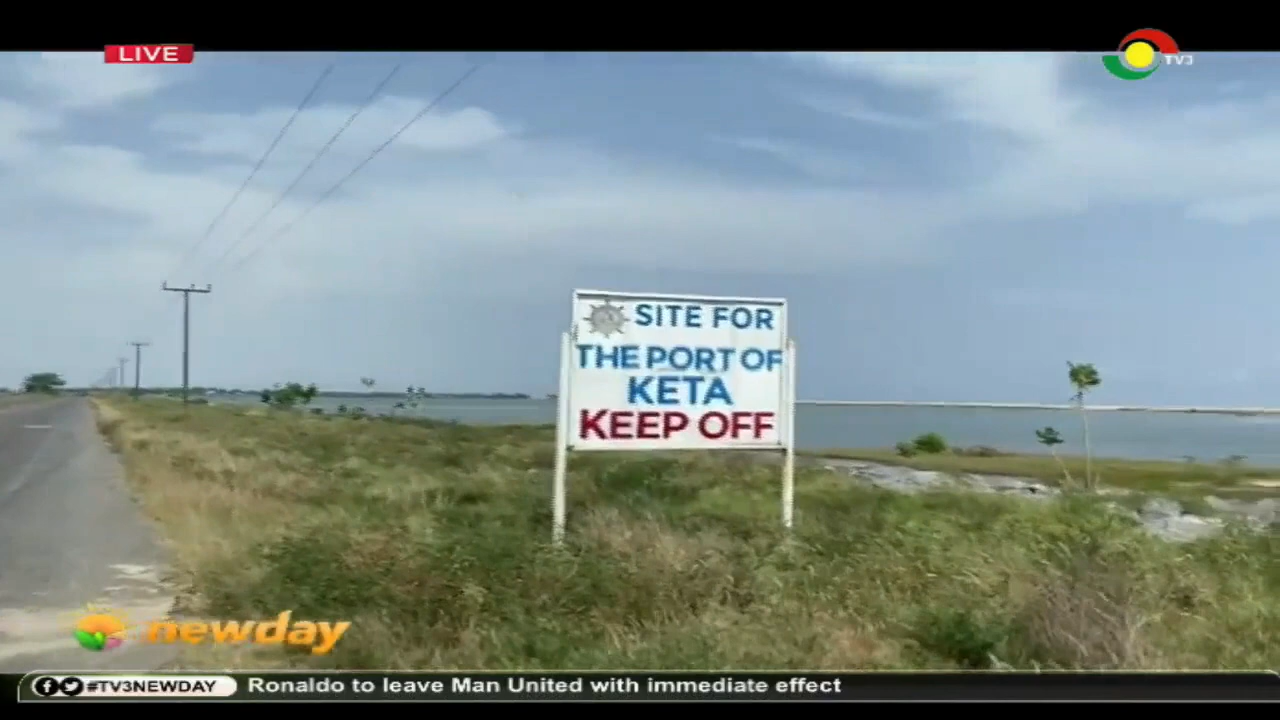 LIVE
TV3
SITE FOR
THE PORT OF
KETA
KEEP OFF
newday
#TV3NEWDAY Ronaldo to leave Man United with immediate effect